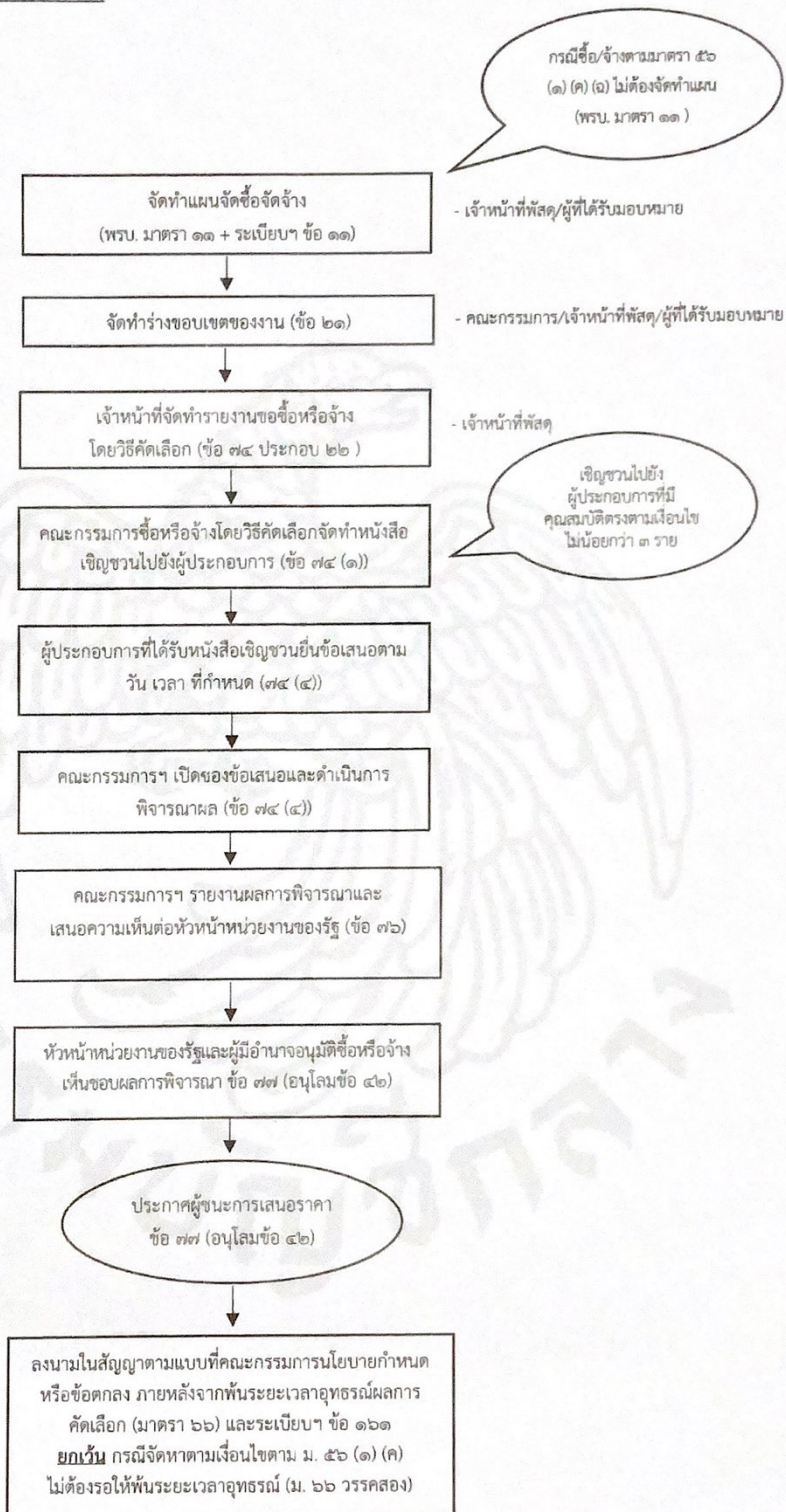 กรณีซื้อ/จ้างตามมาตรา ๕๖
(๑) (ค) (ฉ) ไม่ต้องจัดทำแผน
(พรบ. มาตรา ๑๑ )
จัดทำแผนจัดซื้อจัดจ้าง
(พรบ. มาตรา ๑๑ + ระเบียบฯ ข้อ ๑๑)
- เจ้าหน้าที่พัสดุ/ผู้ที่ได้รับมอบหมาย
จัดทำร่างขอบเขตของงาน (ข้อ ๒๑)
- คณะกรรมการ/เจ้าหน้าที่พัสดุ/ผู้ที่ได้รับมอบหมาย
เจ้าหน้าที่จัดทำรายงานขอซื้อหรือจ้าง
โดยวิธีคัดเลือก (ข้อ ๗๔ ประกอบ ๒๒ )
- เจ้าหน้าที่พัสดุ
เชิญชวนไปยัง
ผู้ประกอบการที่มี
คุณสมบัติตรงตามเงื่อนไข
ไม่น้อยกว่า ๓ ราย
คณะกรรมการซื้อหรือจ้างโดยวิธีคัดเลือกจัดทำหนังสือ
เชิญชวนไปยังผู้ประกอบการ (ข้อ ๗๔ (๑))
ผู้ประกอบการที่ได้รับหนังสือเชิญชวนยื่นข้อเสนอตาม
วัน เวลา ที่กำหนด (๗๔ (๔))
คณะกรรมการฯ เปิดซองข้อเสนอและดำเนินการ
พิจารณาผล (ข้อ ๗๔ (๔))
คณะกรรมการฯ รายงานผลการพิจารณาและ
เสนอความเห็นต่อหัวหน้าหน่วยงานของรัฐ (ข้อ ๗๖)
หัวหน้าหน่วยงานของรัฐและผู้มีอำนาจอนุมัติซื้อหรือจ้าง
เห็นชอบผลการพิจารณา ข้อ ๗๗ (อนุโลมข้อ ๔๒)
ประกาศผู้ชนะการเสนอราคา
ข้อ ๗๗ (อนุโลมข้อ ๔๒)
ลงนามในสัญญาตามแบบที่คณะกรรมการนโยบายกำหนด
หรือข้อตกลง ภายหลังจากพ้นระยะเวลาอุทธรณ์ผลการ
คัดเลือก (มาตรา ๖๖) และระเบียบฯ ข้อ ๑๖๑
ยกเว้น กรณีจัดหาตามเงื่อนไขตาม ม. ๕๖ (๑) (ค)
ไม่ต้องรอให้พ้นระยะเวลาอุทธรณ์ (ม. ๖๖ วรรคสอง)